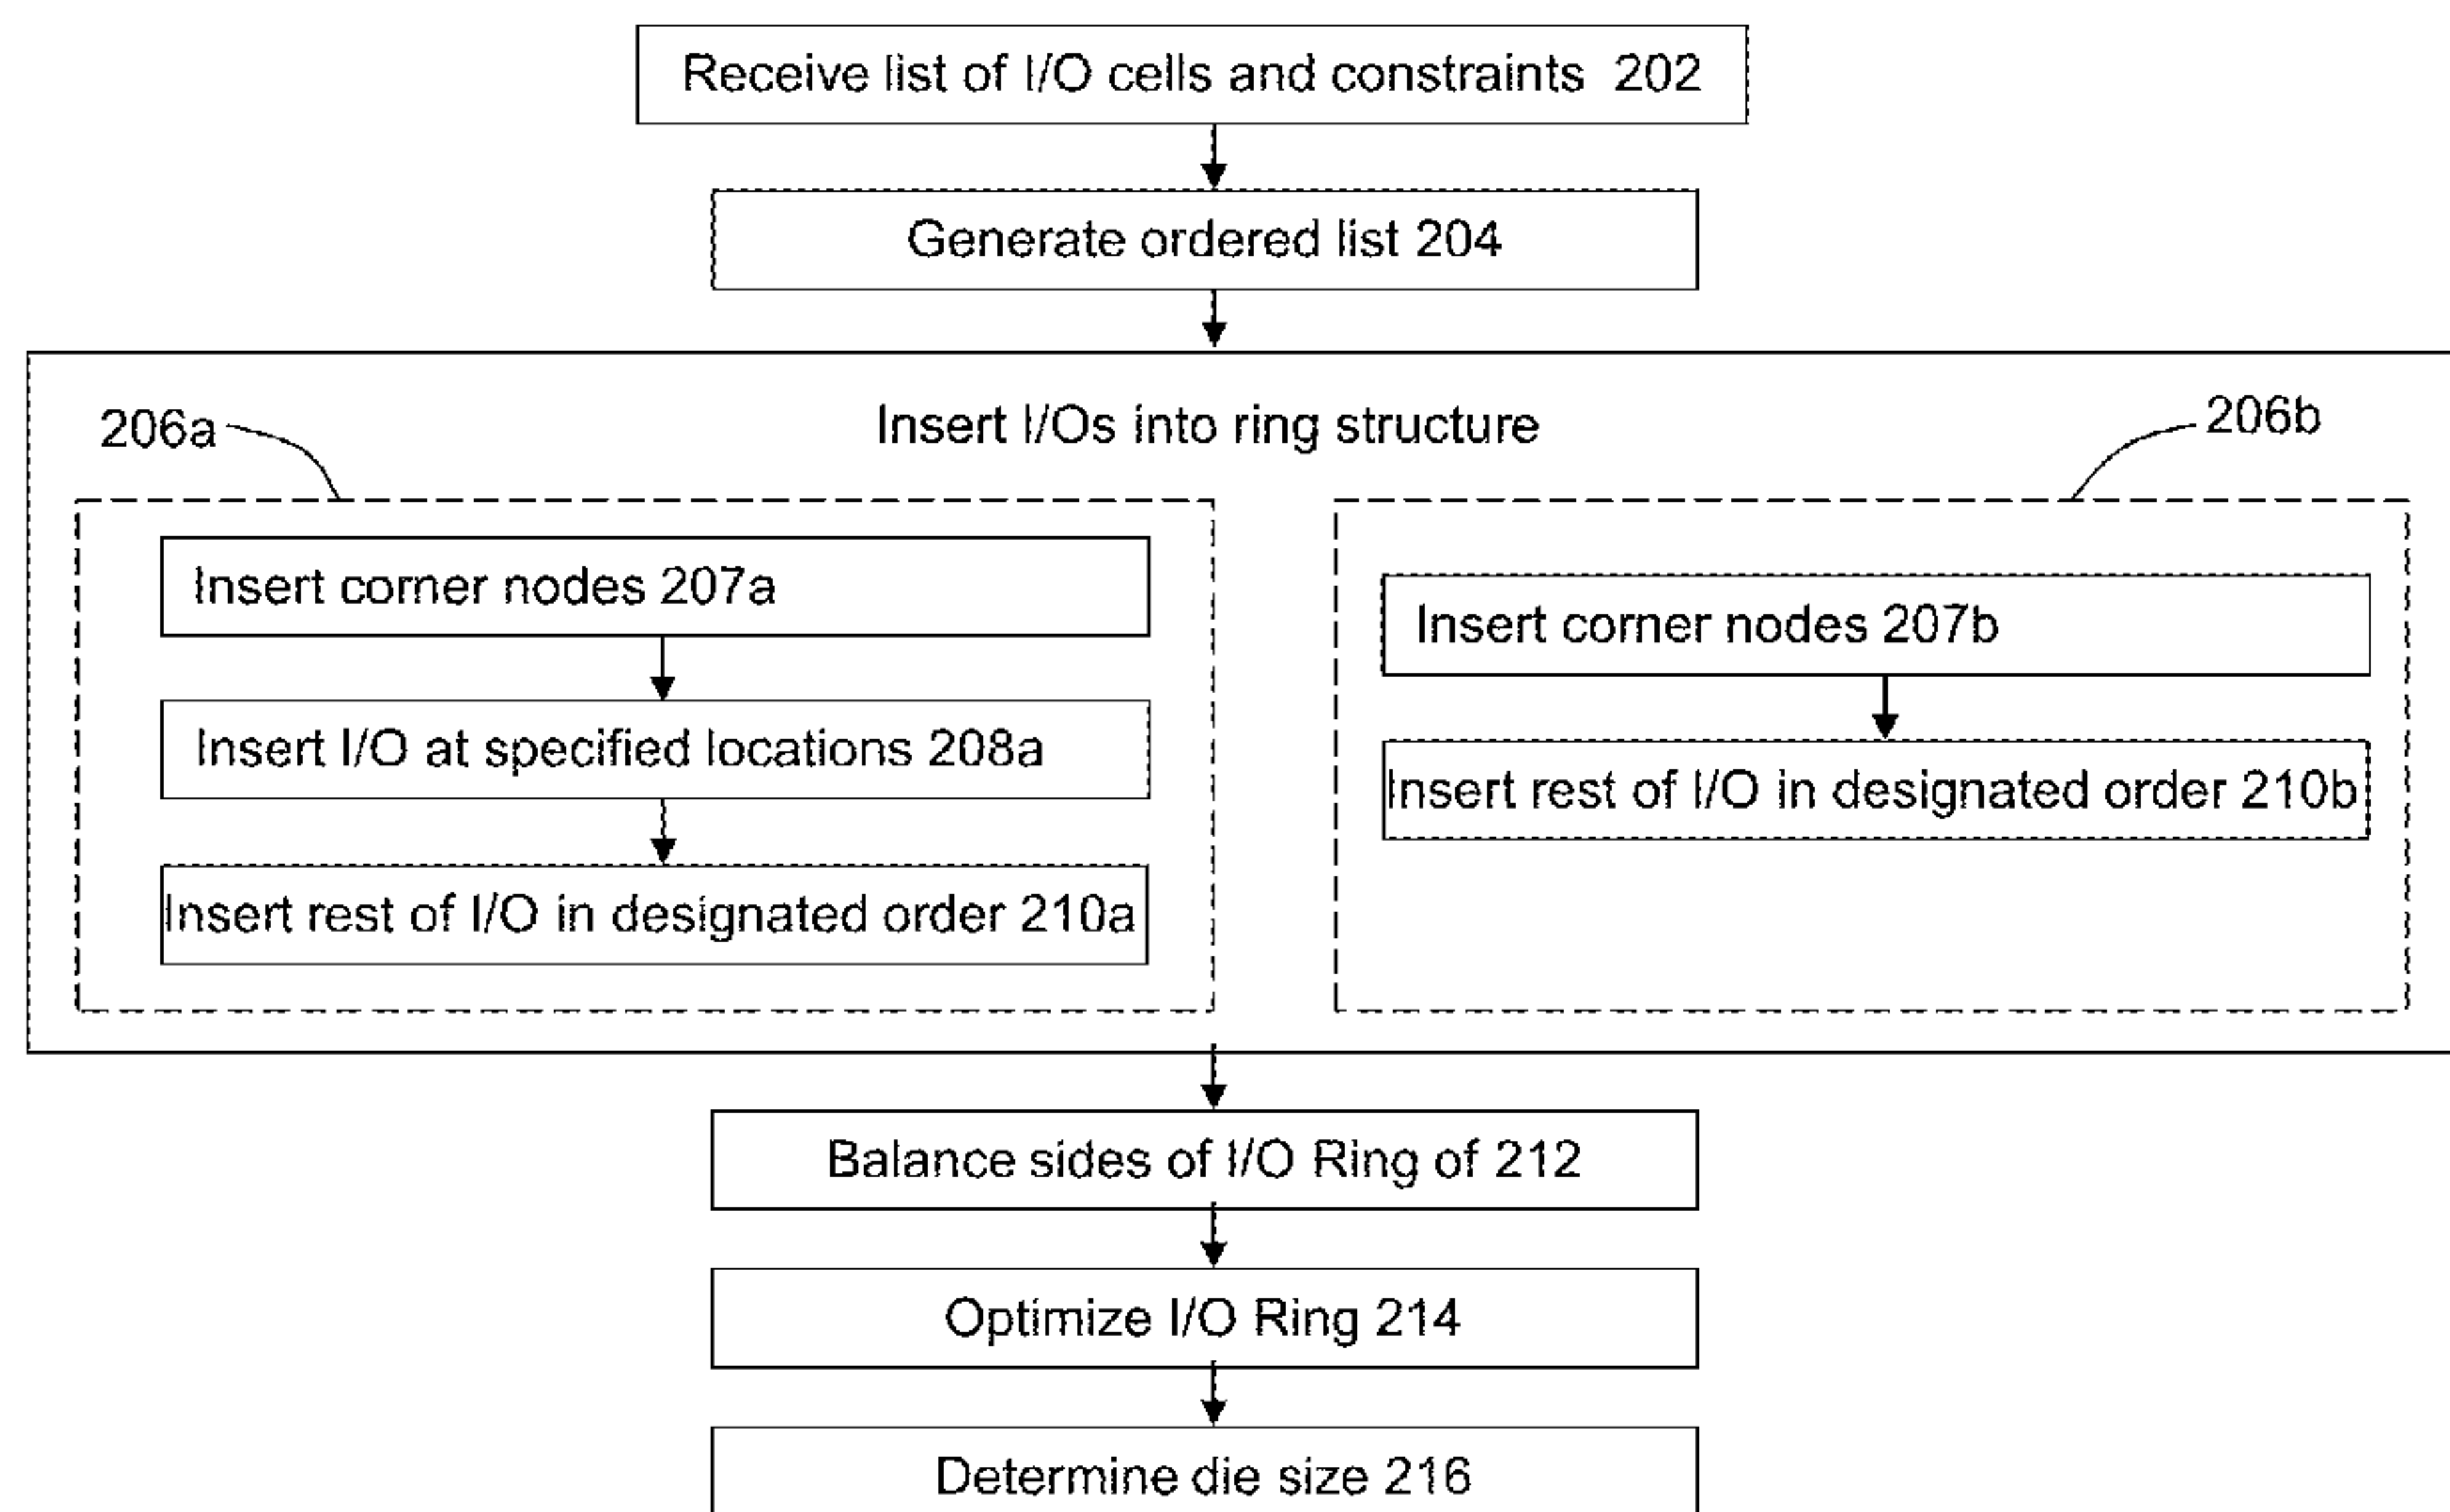 Receive list of I/O cells and constraints 202
Generate ordered list 204
Insert I/Os into ring structure
206a
206b
Insert corner nodes 207a
Insert I/O at specified locations 208a
Insert rest of I/O in designated order 210a
Insert corner nodes 207b
Insert rest of I/O in designated order 210b
Balance sides of I/O Ring of 212
Optimize I/O Ring 214
Determine die size 216